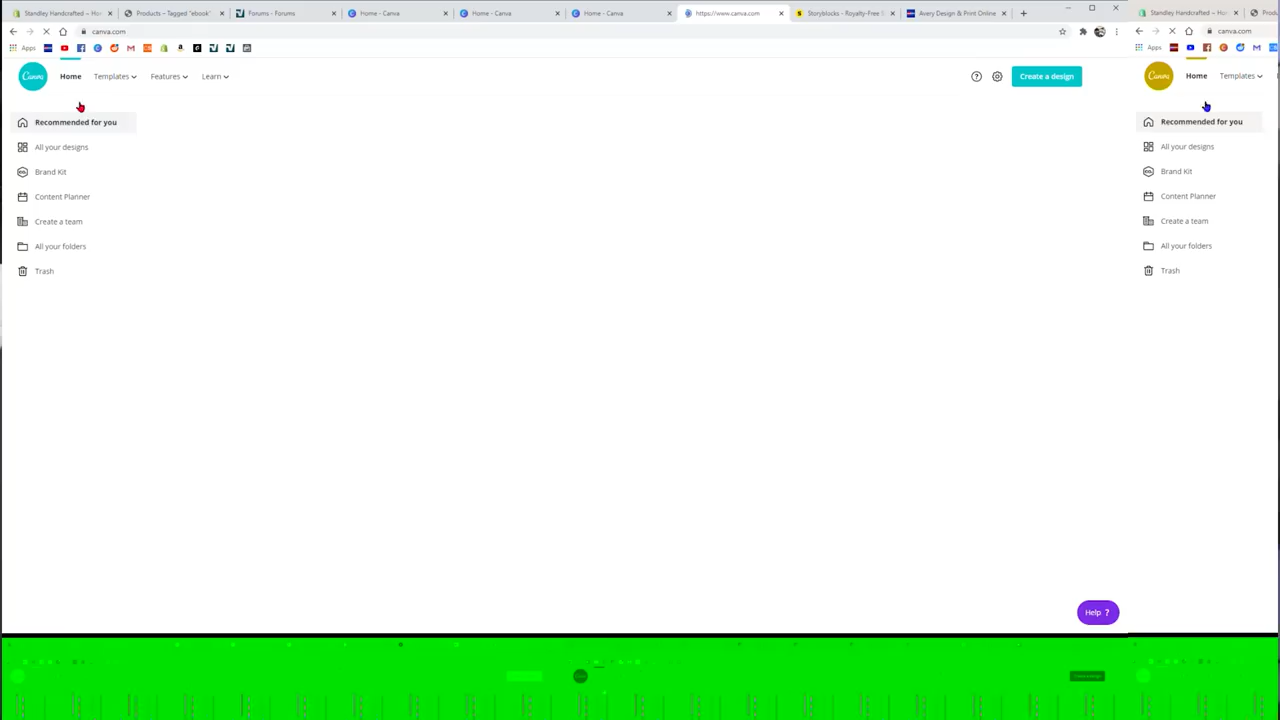 Standley Handcrafted – Ho
Products – Tagged "ebook"
Forums - Forums
Home - Canva
Home - Canva
Home - Canva
https://www.canva.com
Storyblocks - Royalty-Free S
Avery Design & Print Online
Standley Handcrafted – Ho
Prod
canva.com
canva.com
Apps
Apps
Canva
Home
Templates
Features
Learn
Create a design
Canva
Home
Templates
Recommended for you
Recommended for you
All your designs
All your designs
Brand Kit
Brand Kit
Content Planner
Content Planner
Create a team
Create a team
All your folders
All your folders
Trash
Trash
Help ?